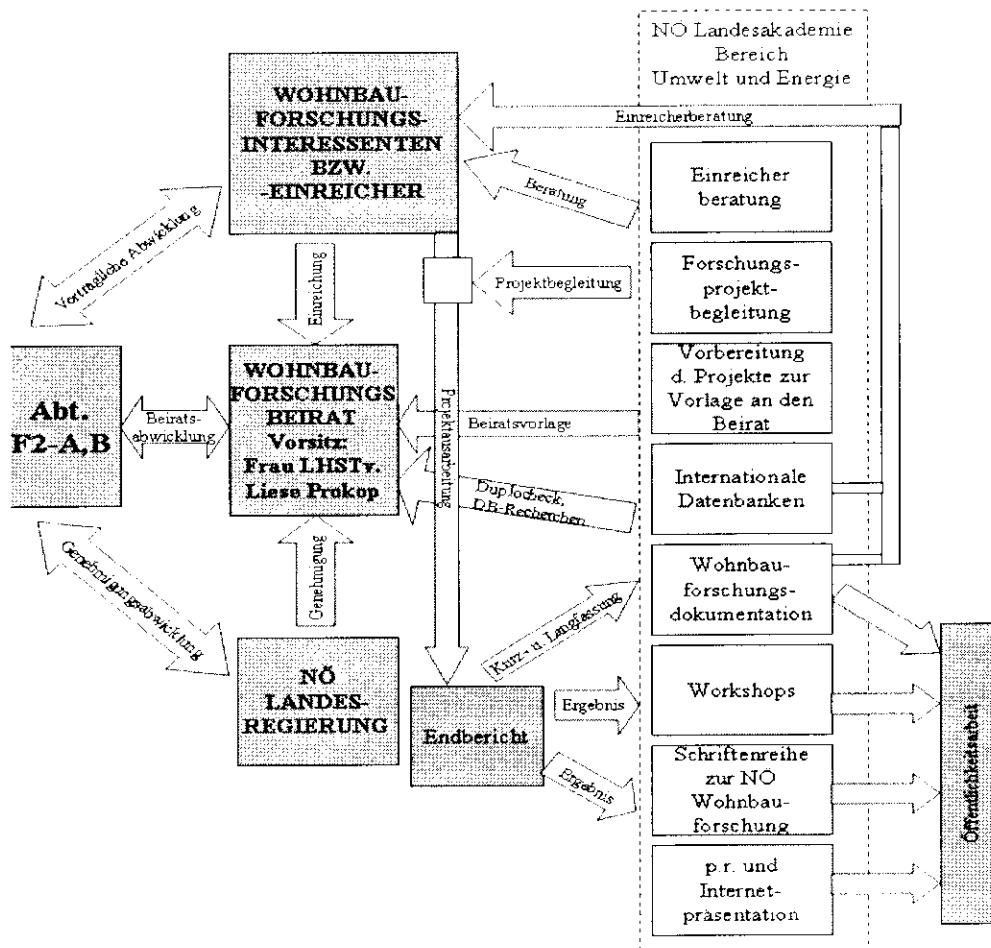 NÖ Landesakademie
Bereich
Umwelt und Energie
WOHNBAU-
FORSCHUNGS-
INTERESSENTEN
BZW.
-EINREICHER
Einreicherberatung
Beratung
Einreicher
beratung
Vertragliche Abwicklung
Einreichung
Projektbegleitung
Forschungs-
projekt-
begleitung
Abt.
F2-A,B
Beirats-
abwicklung
WOHNBAU-
FORSCHUNGS
BEIRAT
Vorsitz:
Frau LHSTv.
Liese Prokop
Projektausarbeitung
Beiratsvorlage
Vorbereitung
d. Projekte zur
Vorlage an den
Beirat
Duplocheck,
DB-Recherchen
Internationale
Datenbanken
Genehmigungsabwicklung
Genehmigung
Kurz- u. Langfassung
Wohnbau-
forschungs-
dokumentation
NÖ
LANDES-
REGIERUNG
Endbericht
Ergebnis
Workshops
Ergebnis
Schriftenreihe
zur NÖ
Wohnbau-
forschung
p.r. und
Internet-
präsentation
Öffentlichkeitsarbeit